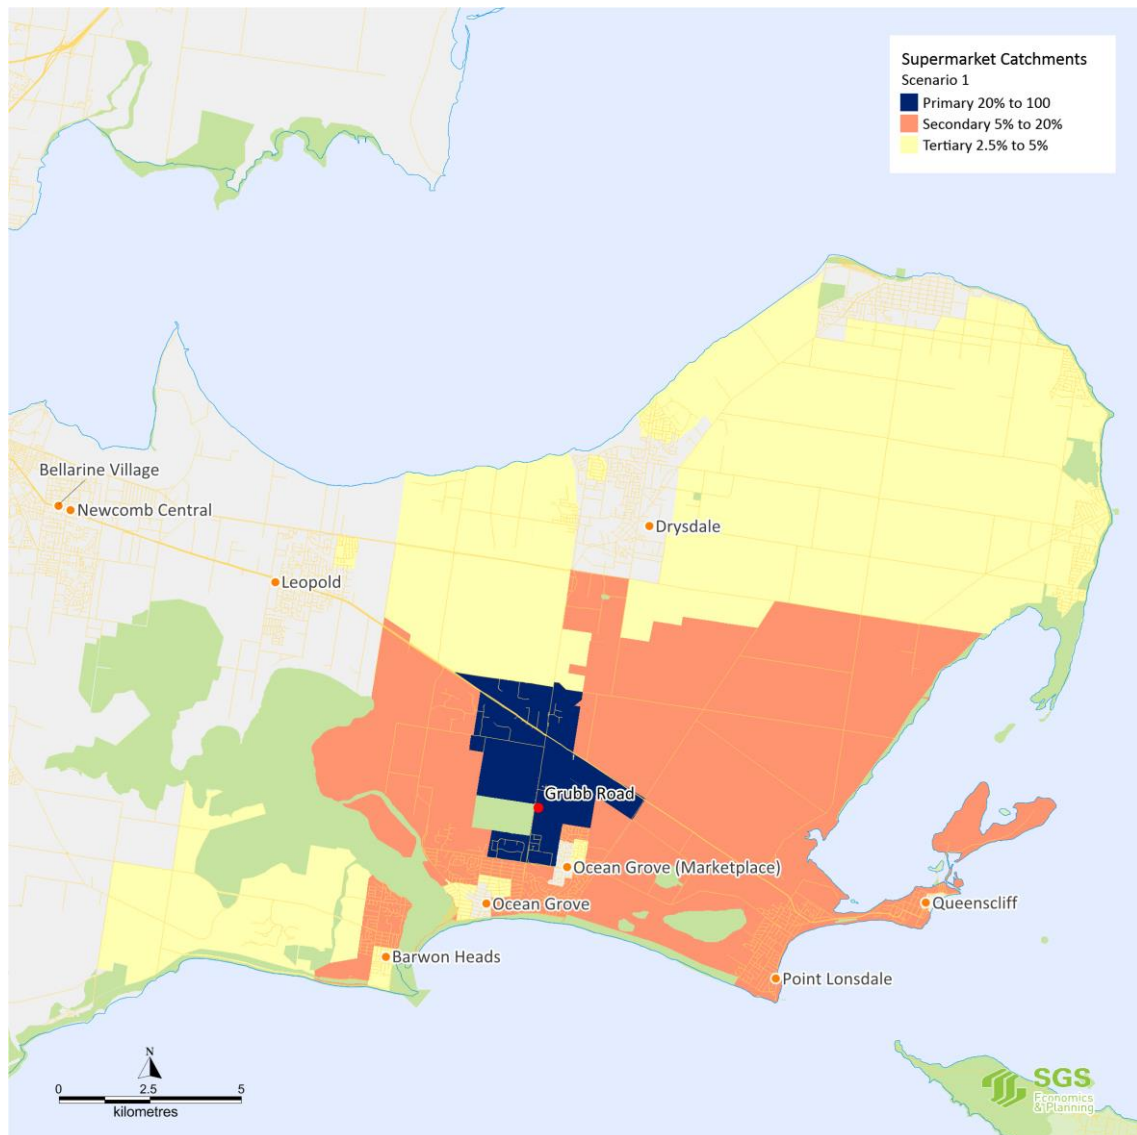 Supermarket Catchments
Scenario 1
Primary 20% to 100
Secondary 5% to 20%
Tertiary 2.5% to 5%
Bellarine Village
Newcomb Central
Drysdale
Leopold
Grubb Road
Ocean Grove (Marketplace)
Ocean Grove
Queenscliff
Barwon Heads
Point Lonsdale
N
0 2.5 5
kilometres
SGS
Economics
& Planning